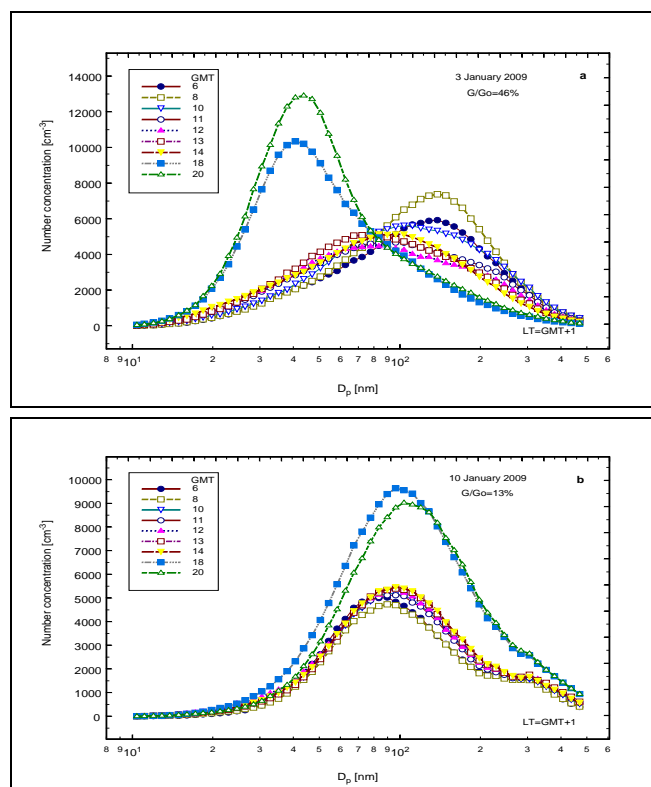 3 January 2009 a
G/Go=46%
GMT
6
8
10
11
12
13
14
18
20
Number concentration [cm-3]
14000
12000
10000
8000
6000
4000
2000
0
LT=GMT+1
8 9 10¹ 2 3 4 5 6 7 8 9 10² 2 3 4 5 6
Dp [nm]
10 January 2009 b
G/Go=13%
GMT
6
8
10
11
12
13
14
18
20
Number concentration [cm-3]
10000
9000
8000
7000
6000
5000
4000
3000
2000
1000
0
LT=GMT+1
8 9 10¹ 2 3 4 5 6 7 8 9 10² 2 3 4 5 6
Dp [nm]